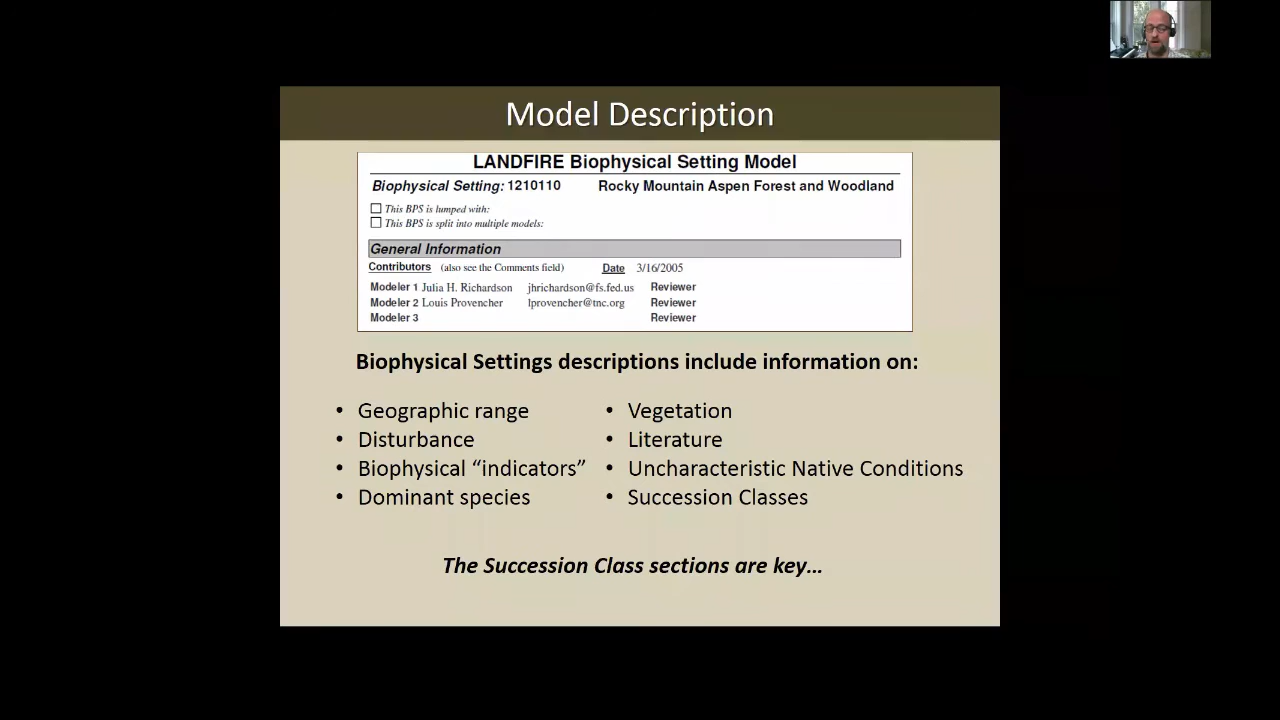 Model Description
LANDFIRE Biophysical Setting Model
Biophysical Setting: 1210110 Rocky Mountain Aspen Forest and Woodland
This BPS is lumped with:
This BPS is split into multiple models:
General Information
Contributors (also see the Comments field) Date 3/16/2005
Modeler 1 Julia H. Richardson jhrichardson@fs.fed.us Reviewer
Modeler 2 Louis Provencher lprovencher@tnc.org Reviewer
Modeler 3 Reviewer
Biophysical Settings descriptions include information on:
• Geographic range
• Disturbance
• Biophysical “indicators”
• Dominant species
• Vegetation
• Literature
• Uncharacteristic Native Conditions
• Succession Classes
The Succession Class sections are key…